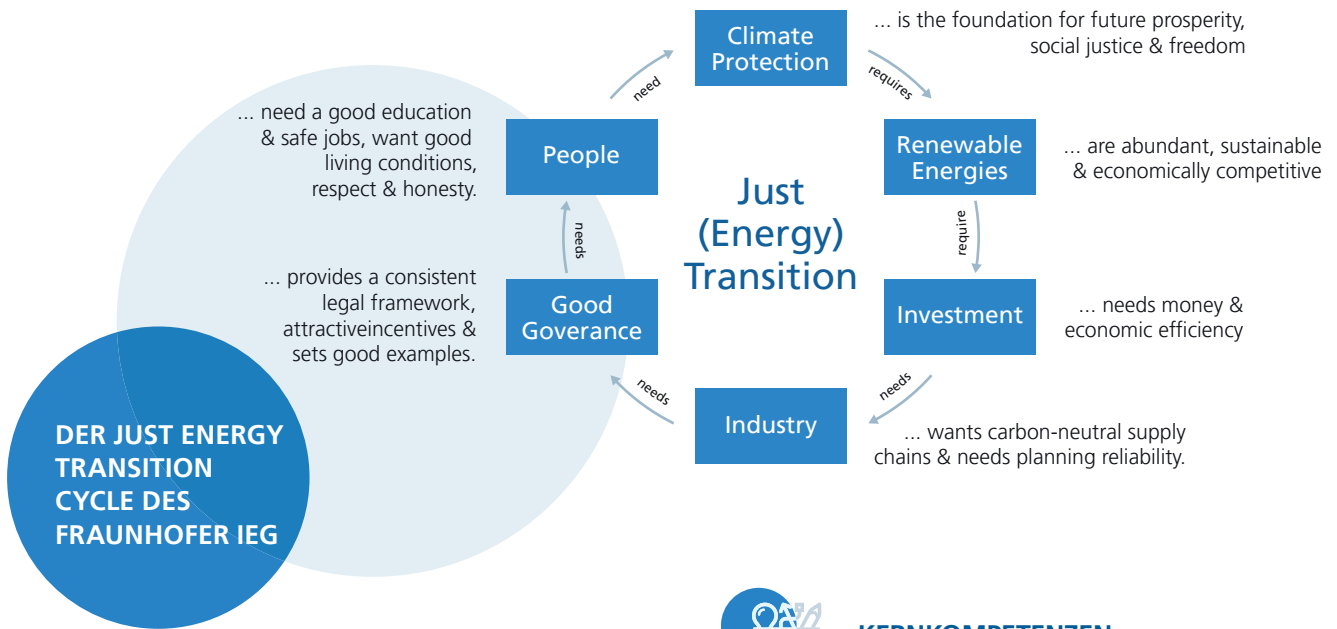 Climate
Protection
... is the foundation for future prosperity,
social justice & freedom
need
requires
... need a good education
& safe jobs, want good
living conditions,
respect & honesty.
People
Renewable
Energies
... are abundant, sustainable
& economically competitive
Just
(Energy)
Transition
needs
require
... provides a consistent
legal framework,
attractiveincentives &
sets good examples.
Good
Goverance
Investment
... needs money &
economic efficiency
needs
needs
Industry
... wants carbon-neutral supply
chains & needs planning reliability.
DER JUST ENERGY
TRANSITION
CYCLE DES
FRAUNHOFER IEG
KERNKOMPETENZEN